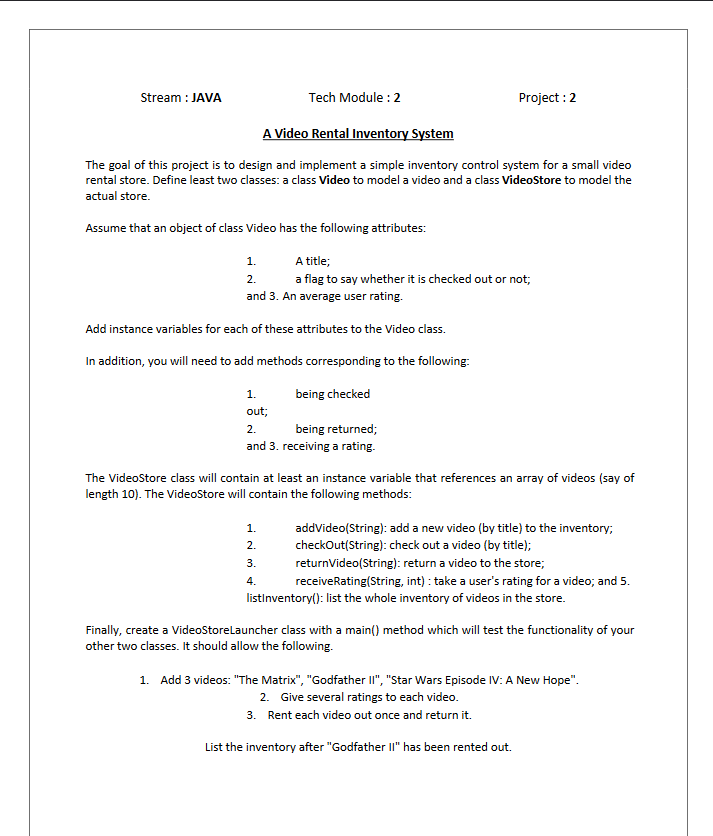 Stream : JAVA Tech Module : 2 Project : 2
A Video Rental Inventory System
The goal of this project is to design and implement a simple inventory control system for a small video
rental store. Define least two classes: a class Video to model a video and a class VideoStore to model the
actual store.
Assume that an object of class Video has the following attributes:
1. A title;
2. a flag to say whether it is checked out or not;
and 3. An average user rating.
Add instance variables for each of these attributes to the Video class.
In addition, you will need to add methods corresponding to the following:
1. being checked
out;
2. being returned;
and 3. receiving a rating.
The VideoStore class will contain at least an instance variable that references an array of videos (say of
length 10). The VideoStore will contain the following methods:
1. addVideo(String): add a new video (by title) to the inventory;
2. checkOut(String): check out a video (by title);
3. returnVideo(String): return a video to the store;
4. receiveRating(String, int) : take a user's rating for a video; and 5.
listInventory(): list the whole inventory of videos in the store.
Finally, create a VideoStoreLauncher class with a main() method which will test the functionality of your
other two classes. It should allow the following.
1. Add 3 videos: "The Matrix", "Godfather II", "Star Wars Episode IV: A New Hope".
2. Give several ratings to each video.
3. Rent each video out once and return it.
List the inventory after "Godfather II" has been rented out.